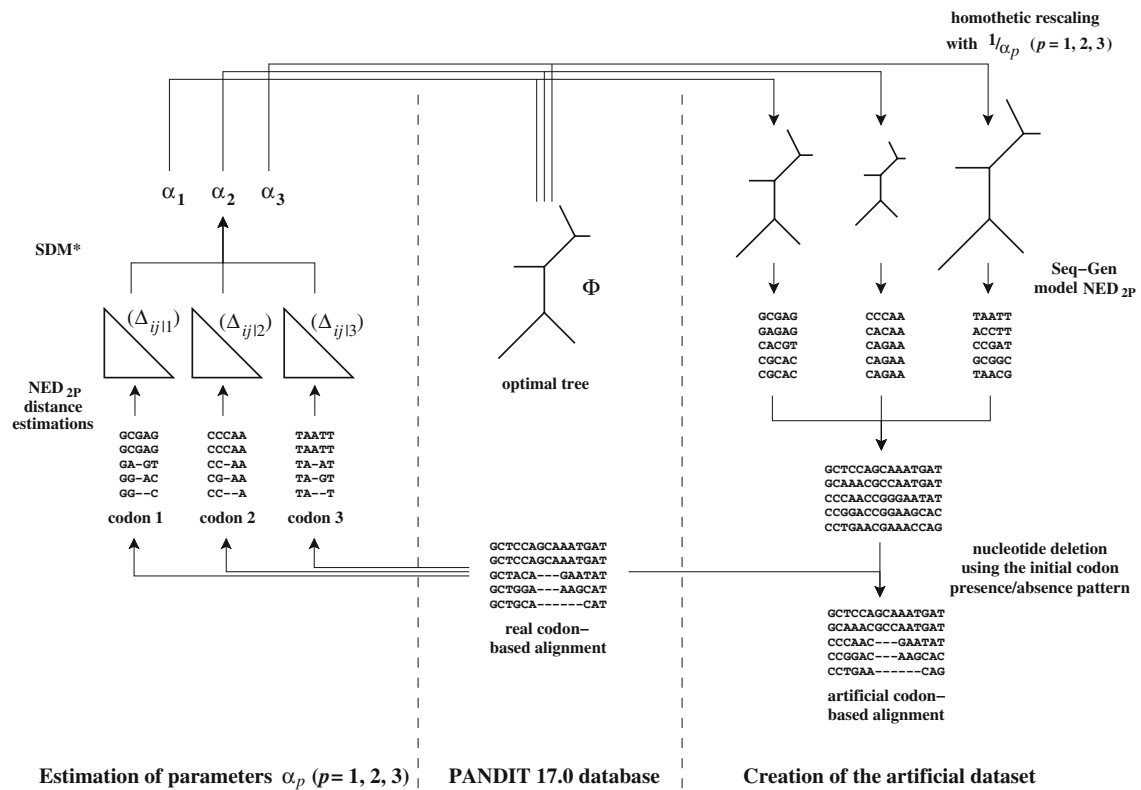 homothetic rescaling
with 1/αp (p = 1, 2, 3)
α1 α2 α3
SDM*
(Δij|1) (Δij|2) (Δij|3)
NED2P
distance
estimations
GCGAG
GCGAG
GA-GT
GG-AC
GG--C
codon 1
CCCAA
CCCAA
CC-AA
CG-AA
CC--A
codon 2
TAATT
TAATT
TA-AT
TA-GT
TA--T
codon 3
Φ
optimal tree
GCTCCAGCAAATGAT
GCTCCAGCAAATGAT
GCTACA---GAATAT
GCTGGA---AAGCAT
GCTGCA------CAT
real codon-
based alignment
Seq-Gen
model NED2P
GCGAG
GAGAG
CACGT
CGCAC
CGCAC
CCCAA
CACAA
CAGAA
CAGAA
CAGAA
TAATT
ACCTT
CCGAT
GCGGC
TAACG
GCTCCAGCAAATGAT
GCAAACGCCAATGAT
CCCAACCGGGAATAT
CCGGACCGGAAGCAC
CCTGAACGAAACCAG
nucleotide deletion
using the initial codon
presence/absence pattern
GCTCCAGCAAATGAT
GCAAACGCCAATGAT
CCCAAC---GAATAT
CCGGAC---AAGCAC
CCTGAA------CAG
artificial codon-
based alignment
Estimation of parameters αp (p = 1, 2, 3)
PANDIT 17.0 database
Creation of the artificial dataset